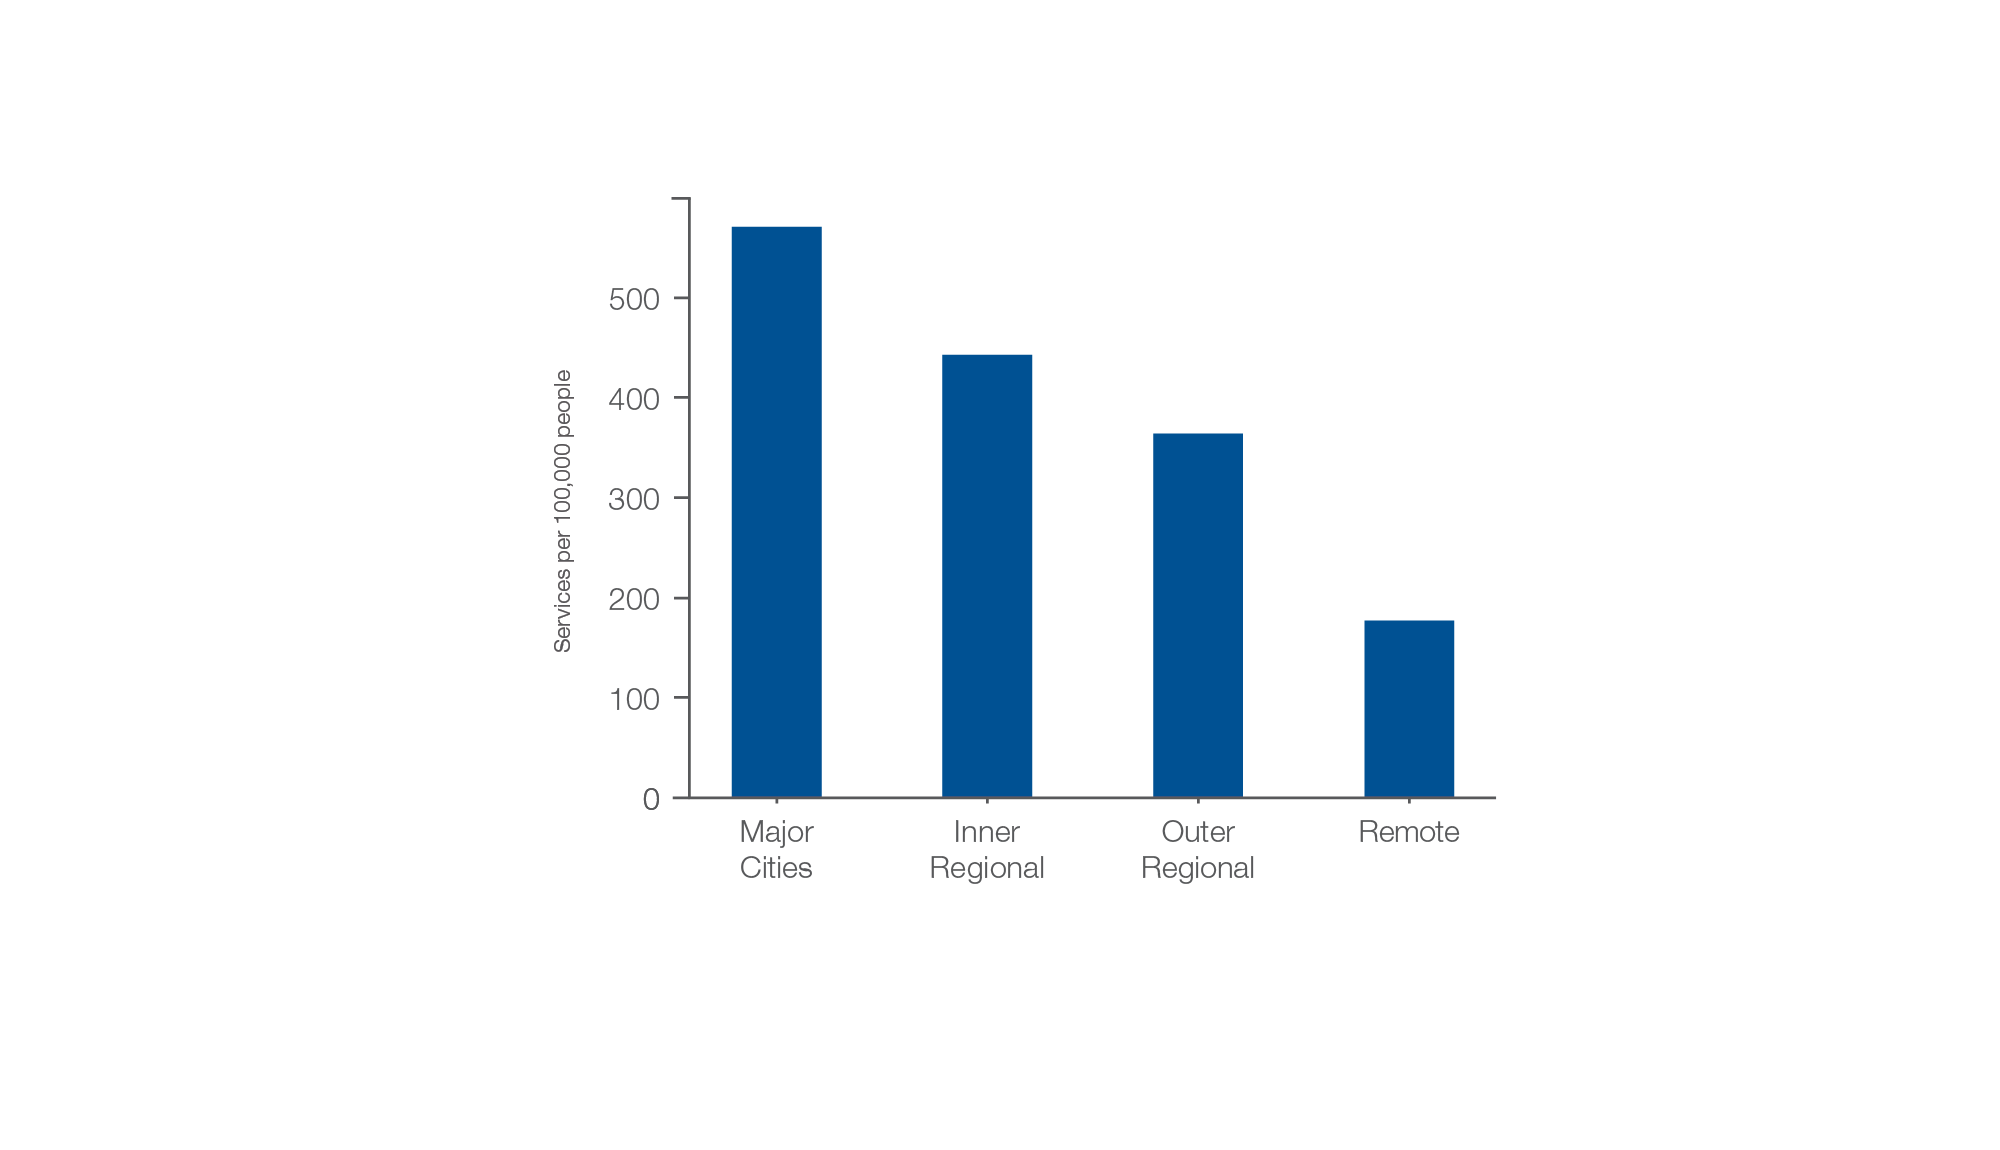 Services per 100,000 people
500
400
300
200
100
0
Major
Cities
Inner
Regional
Outer
Regional
Remote